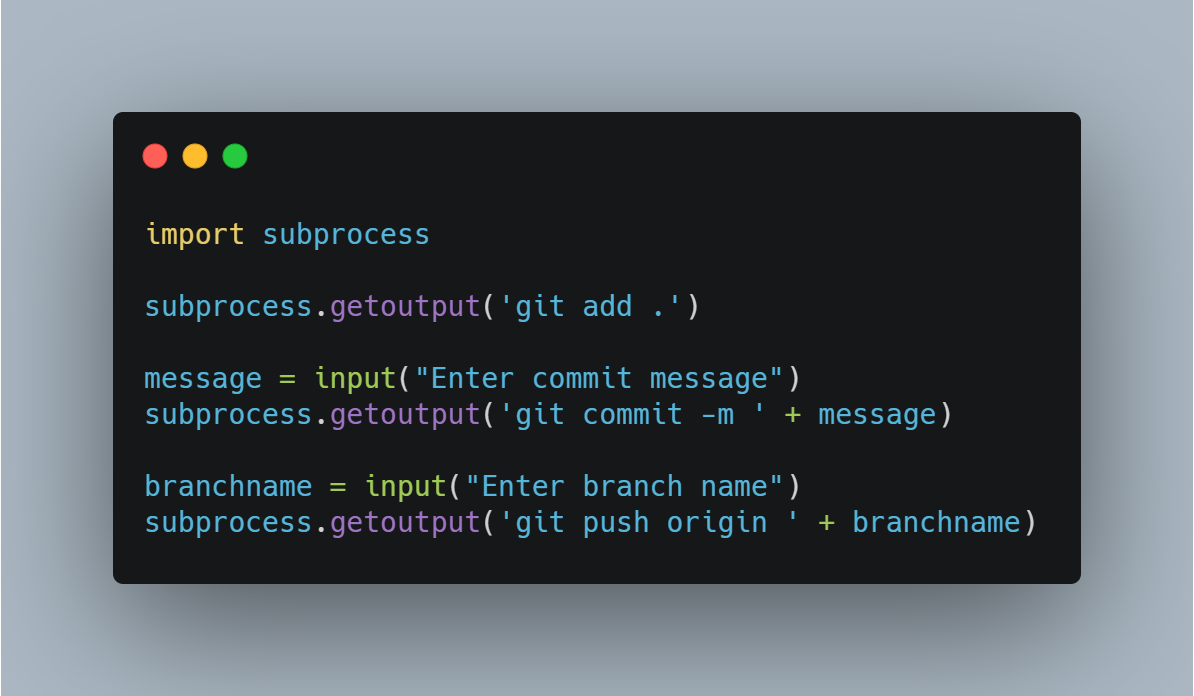 import subprocess
subprocess.getoutput('git add .')
message = input("Enter commit message")
subprocess.getoutput('git commit -m ' + message)
branchname = input("Enter branch name")
subprocess.getoutput('git push origin ' + branchname)